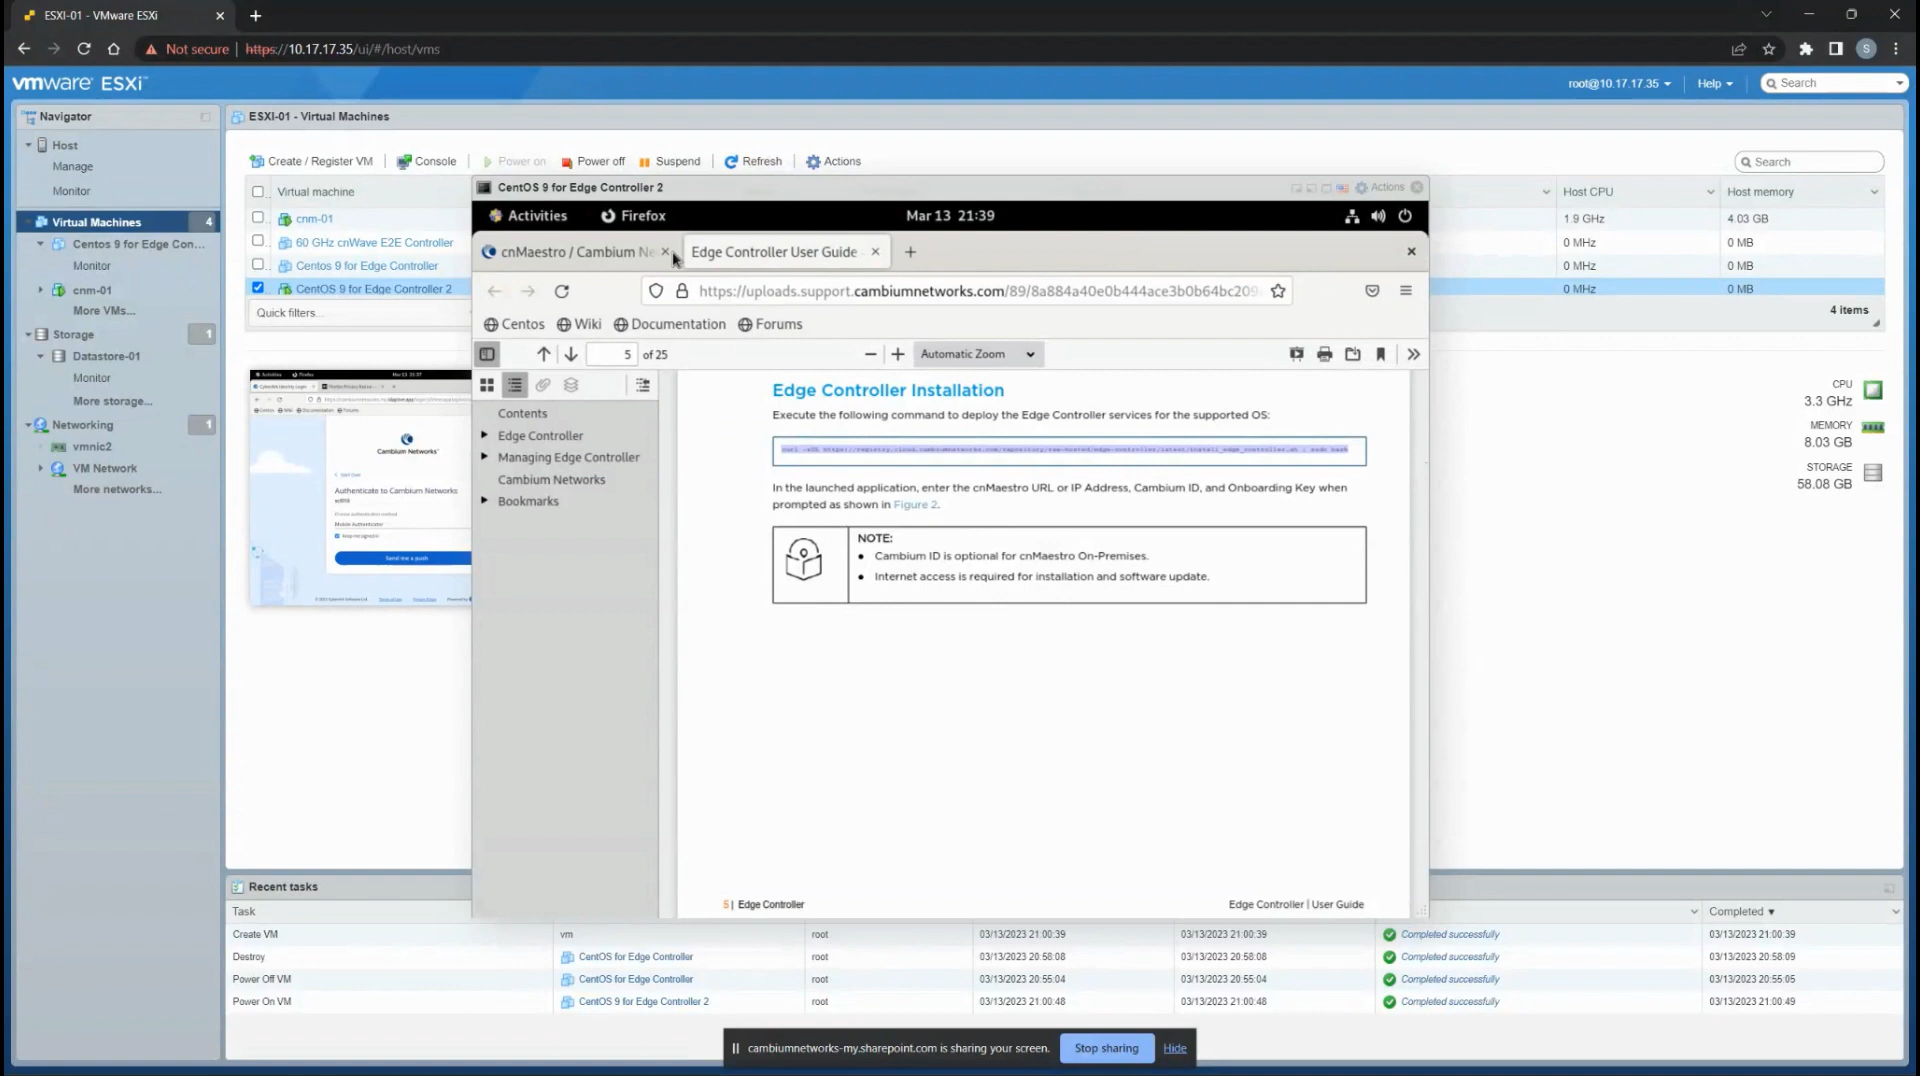 ESXI-01 - VMware ESXi
Not secure | https://10.17.17.35/ui/#/host/vms
S
vmware ESXi
root@10.17.17.35
Help
Search
Navigator
Host
Manage
Monitor
Virtual Machines 4
Centos 9 for Edge Con...
Monitor
cnm-01
More VMs...
Storage 1
Datastore-01
Monitor
More storage...
Networking 1
vmnic2
VM Network
More networks...
ESXI-01 - Virtual Machines
Create / Register VM | Console | Power on Power off Suspend | Refresh | Actions
Search
Virtual machine
Host CPU
Host memory
cnm-01
1.9 GHz 4.03 GB
60 GHz cnWave E2E Controller
0 MHz 0 MB
Centos 9 for Edge Controller
0 MHz 0 MB
CentOS 9 for Edge Controller 2
0 MHz 0 MB
Quick filters...
4 items
CPU
3.3 GHz
MEMORY
8.03 GB
STORAGE
58.08 GB
Cambium Networks
Authenticate to Cambium Networks
Mobile Authenticator
Send me a push
CentOS 9 for Edge Controller 2
Actions
Activities Firefox Mar 13 21:39
cnMaestro / Cambium Ne
Edge Controller User Guide
https://uploads.support.cambiumnetworks.com/89/8a884a40e0b444ace3b0b64bc209
Centos Wiki Documentation Forums
5 of 25
Automatic Zoom
Contents
Edge Controller
Managing Edge Controller
Cambium Networks
Bookmarks
Edge Controller Installation
Execute the following command to deploy the Edge Controller services for the supported OS:
In the launched application, enter the cnMaestro URL or IP Address, Cambium ID, and Onboarding Key when
prompted as shown in Figure 2.
NOTE:
• Cambium ID is optional for cnMaestro On-Premises.
• Internet access is required for installation and software update.
5 | Edge Controller
Edge Controller | User Guide
Recent tasks
Task
Completed ▼
Create VM vm root 03/13/2023 21:00:39 03/13/2023 21:00:39 Completed successfully 03/13/2023 21:00:39
Destroy CentOS for Edge Controller root 03/13/2023 20:58:08 03/13/2023 20:58:08 Completed successfully 03/13/2023 20:58:09
Power Off VM CentOS for Edge Controller root 03/13/2023 20:55:04 03/13/2023 20:55:04 Completed successfully 03/13/2023 20:55:05
Power On VM CentOS 9 for Edge Controller 2 root 03/13/2023 21:00:48 03/13/2023 21:00:48 Completed successfully 03/13/2023 21:00:49
cambiumnetworks-my.sharepoint.com is sharing your screen.
Stop sharing
Hide